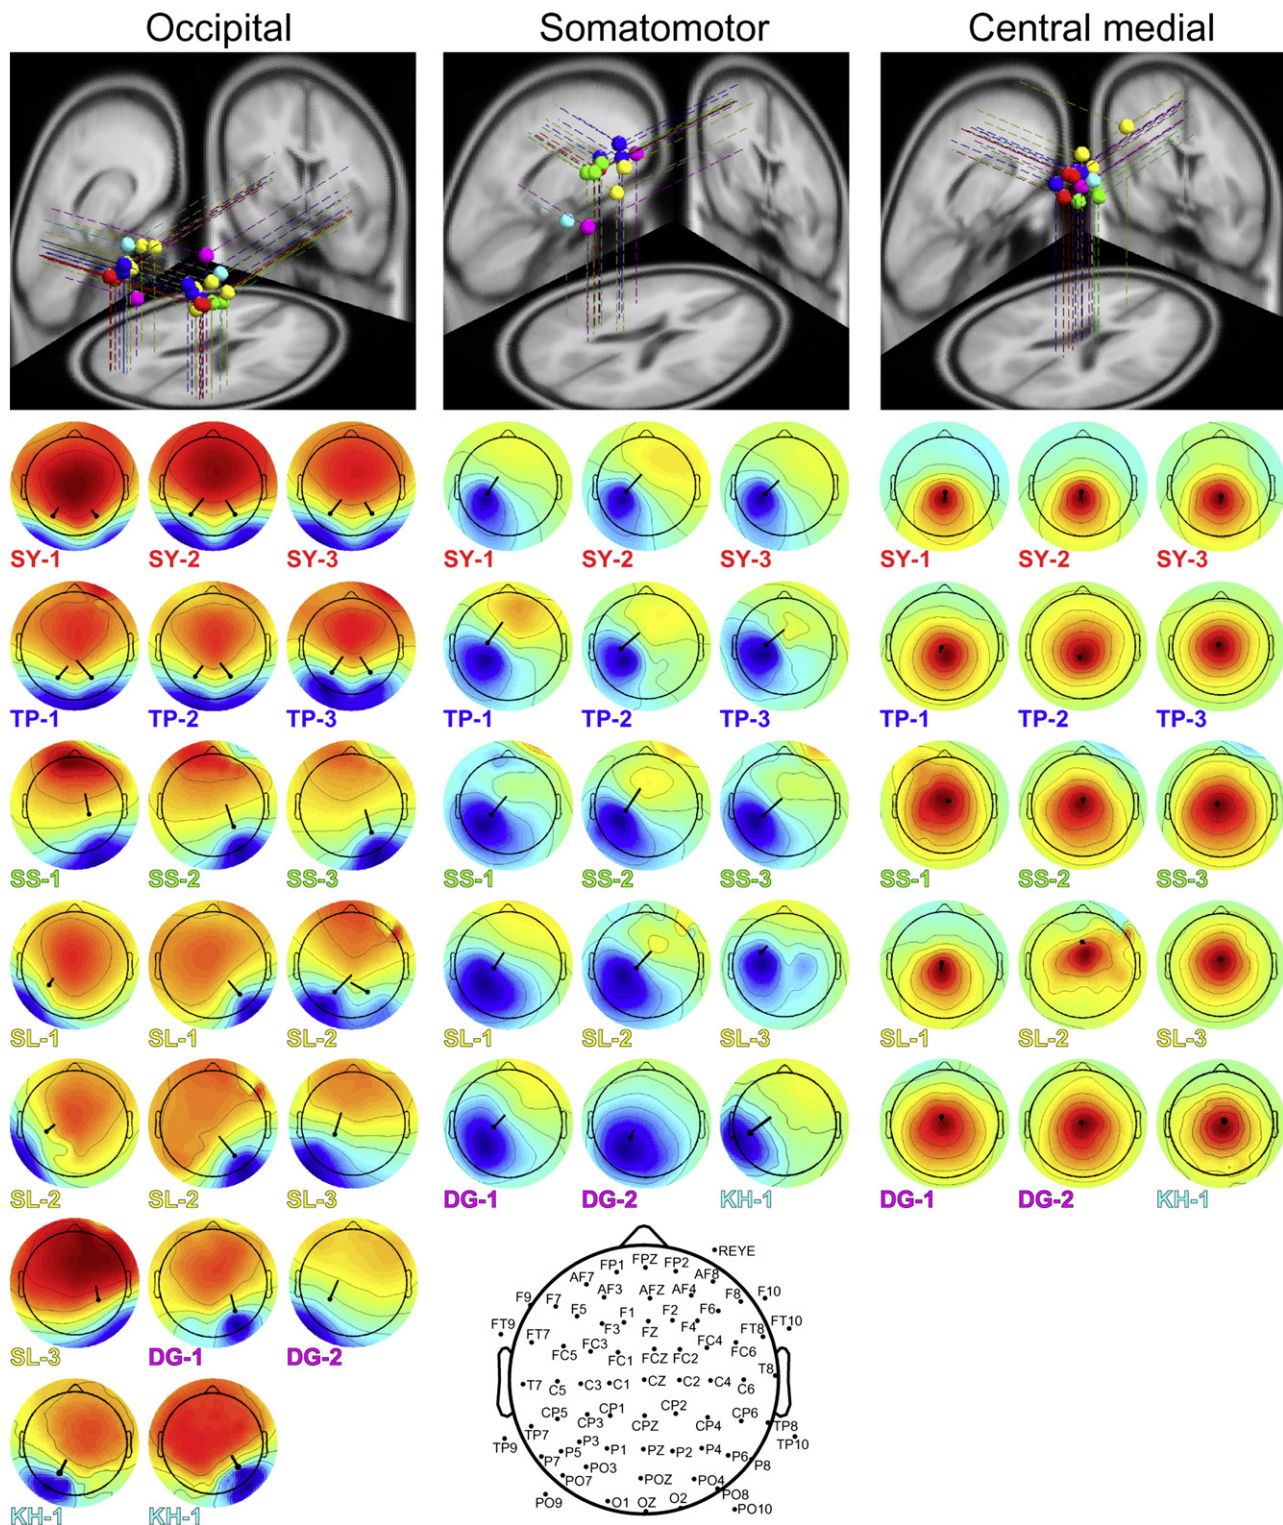 Occipital Somatomotor Central medial
SY-1 SY-2 SY-3 SY-1 SY-2 SY-3 SY-1 SY-2 SY-3
TP-1 TP-2 TP-3 TP-1 TP-2 TP-3 TP-1 TP-2 TP-3
SS-1 SS-2 SS-3 SS-1 SS-2 SS-3 SS-1 SS-2 SS-3
SL-1 SL-1 SL-2 SL-1 SL-2 SL-3 SL-1 SL-2 SL-3
SL-2 SL-2 SL-3 DG-1 DG-2 KH-1 DG-1 DG-2 KH-1
SL-3 DG-1 DG-2
KH-1 KH-1
REYE
FP1 FPZ FP2
AF7 AF3 AFZ AF4 AF8
F9 F7 F5 F3 F1 FZ F2 F4 F6 F8 F10
FT9 FT7 FC5 FC3 FC1 FCZ FC2 FC4 FC6 FT8 FT10
T7 C5 C3 C1 CZ C2 C4 C6 T8
TP9 TP7 CP5 CP3 CP1 CPZ CP2 CP4 CP6 TP8 TP10
P7 P5 P3 P1 PZ P2 P4 P6 P8
PO9 PO7 PO3 POZ PO4 PO8 PO10
O1 OZ O2